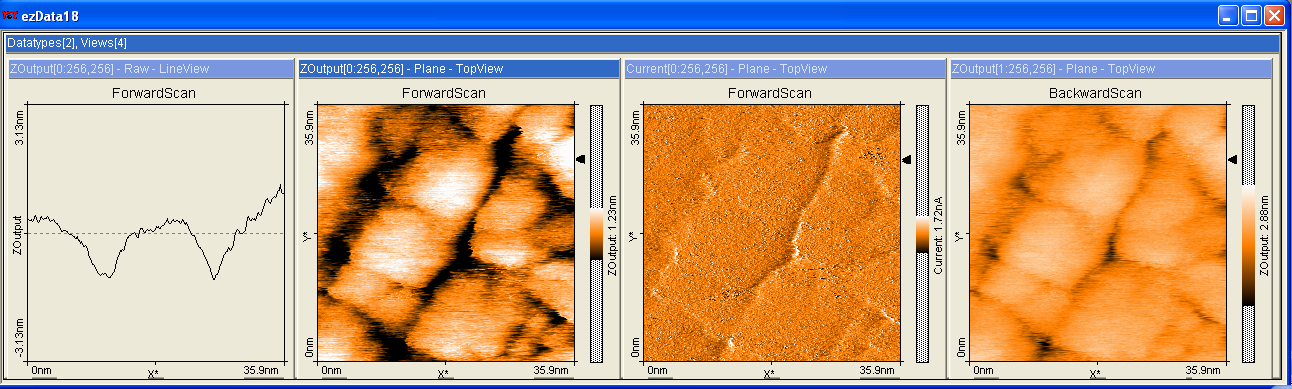 ezData18
Datatypes[2], Views[4]
ZOutput[0:256,256] - Raw - LineView
ForwardScan
3.13nm
ZOutput
-3.13nm
0nm
X*
35.9nm
ZOutput[0:256,256] - Plane - TopView
ForwardScan
35.9nm
Y*
0nm
0nm
X*
35.9nm
ZOutput: 1.23nm
Current[0:256,256] - Plane - TopView
ForwardScan
35.9nm
Y*
0nm
0nm
X*
35.9nm
Current: 1.72nA
ZOutput[1:256,256] - Plane - TopView
BackwardScan
35.9nm
Y*
0nm
0nm
X*
35.9nm
ZOutput: 2.88nm